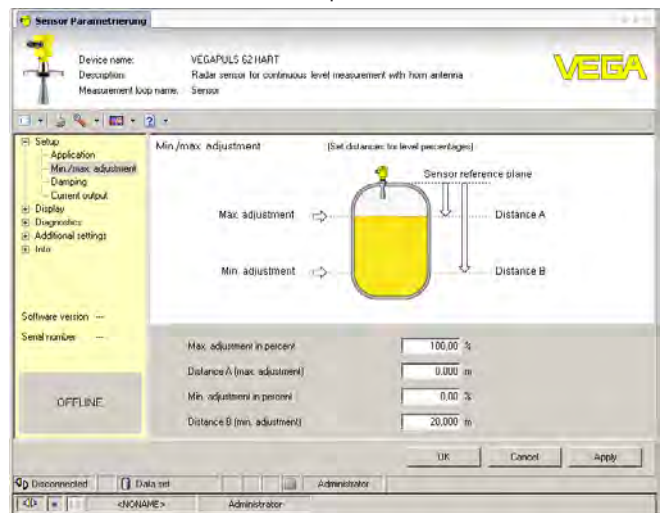 Sensor Parametrierung
Device name: VEGAPULS 62 HART
Description: Radar sensor for continuous level measurement with horn antenna
Measurement loop name: Sensor
VEGA
Setup
Application
Min./max. adjustment
Damping
Current output
Display
Diagnostics
Additional settings
Info
Software version ---
Serial number ---
OFFLINE
Min./max. adjustment (Set distances for level percentages)
Sensor reference plane
Max. adjustment
Distance A
Min. adjustment
Distance B
Max. adjustment in percent 100,00 %
Distance A (max. adjustment) 0,000 m
Min. adjustment in percent 0,00 %
Distance B (min. adjustment) 20,000 m
OK Cancel Apply
Disconnected Data set Administrator
<NONAME> Administrator